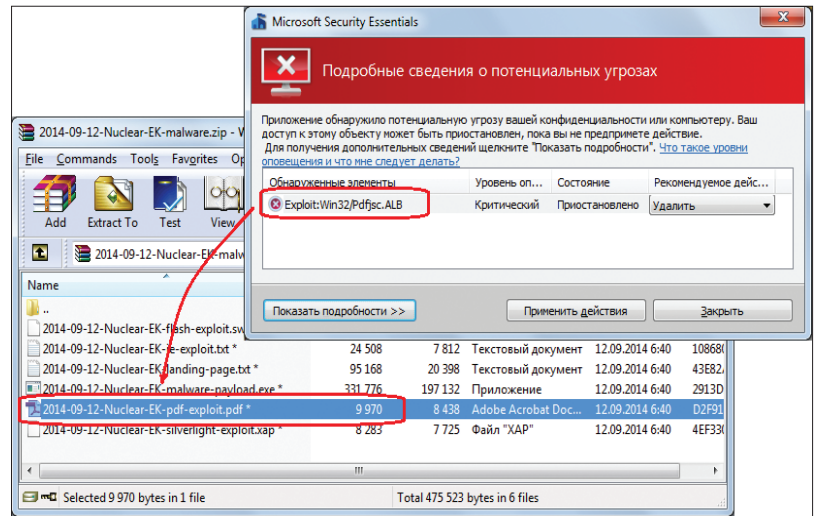 Microsoft Security Essentials
Подробные сведения о потенциальных угрозах
Приложение обнаружило потенциальную угрозу вашей конфиденциальности или компьютеру. Ваш
доступ к этому объекту может быть приостановлен, пока вы не предпримете действие.
Для получения дополнительных сведений щелкните "Показать подробности". Что такое уровни
оповещения и что мне следует делать?
Обнаруженные элементы Уровень оп... Состояние Рекомендуемое дейс...
Exploit:Win32/Pdfjsc.ALB Критический Приостановлено Удалить
Показать подробности >> Применить действия Закрыть
2014-09-12-Nuclear-EK-malware.zip - W
File Commands Tools Favorites Op
Add Extract To Test View
2014-09-12-Nuclear-EK-malw
Name
..
2014-09-12-Nuclear-EK-flash-exploit.sw
2014-09-12-Nuclear-EK-ie-exploit.txt * 24 508 7 812 Текстовый документ 12.09.2014 6:40 10868(
2014-09-12-Nuclear-EK-landing-page.txt * 95 168 20 398 Текстовый документ 12.09.2014 6:40 43E82
2014-09-12-Nuclear-EK-malware-payload.exe * 331 776 197 132 Приложение 12.09.2014 6:40 2913D
2014-09-12-Nuclear-EK-pdf-exploit.pdf * 9 970 8 438 Adobe Acrobat Doc... 12.09.2014 6:40 D2F91
2014-09-12-Nuclear-EK-silverlight-exploit.xap * 8 283 7 725 Файл "XAP" 12.09.2014 6:40 4EF33(
Selected 9 970 bytes in 1 file Total 475 523 bytes in 6 files